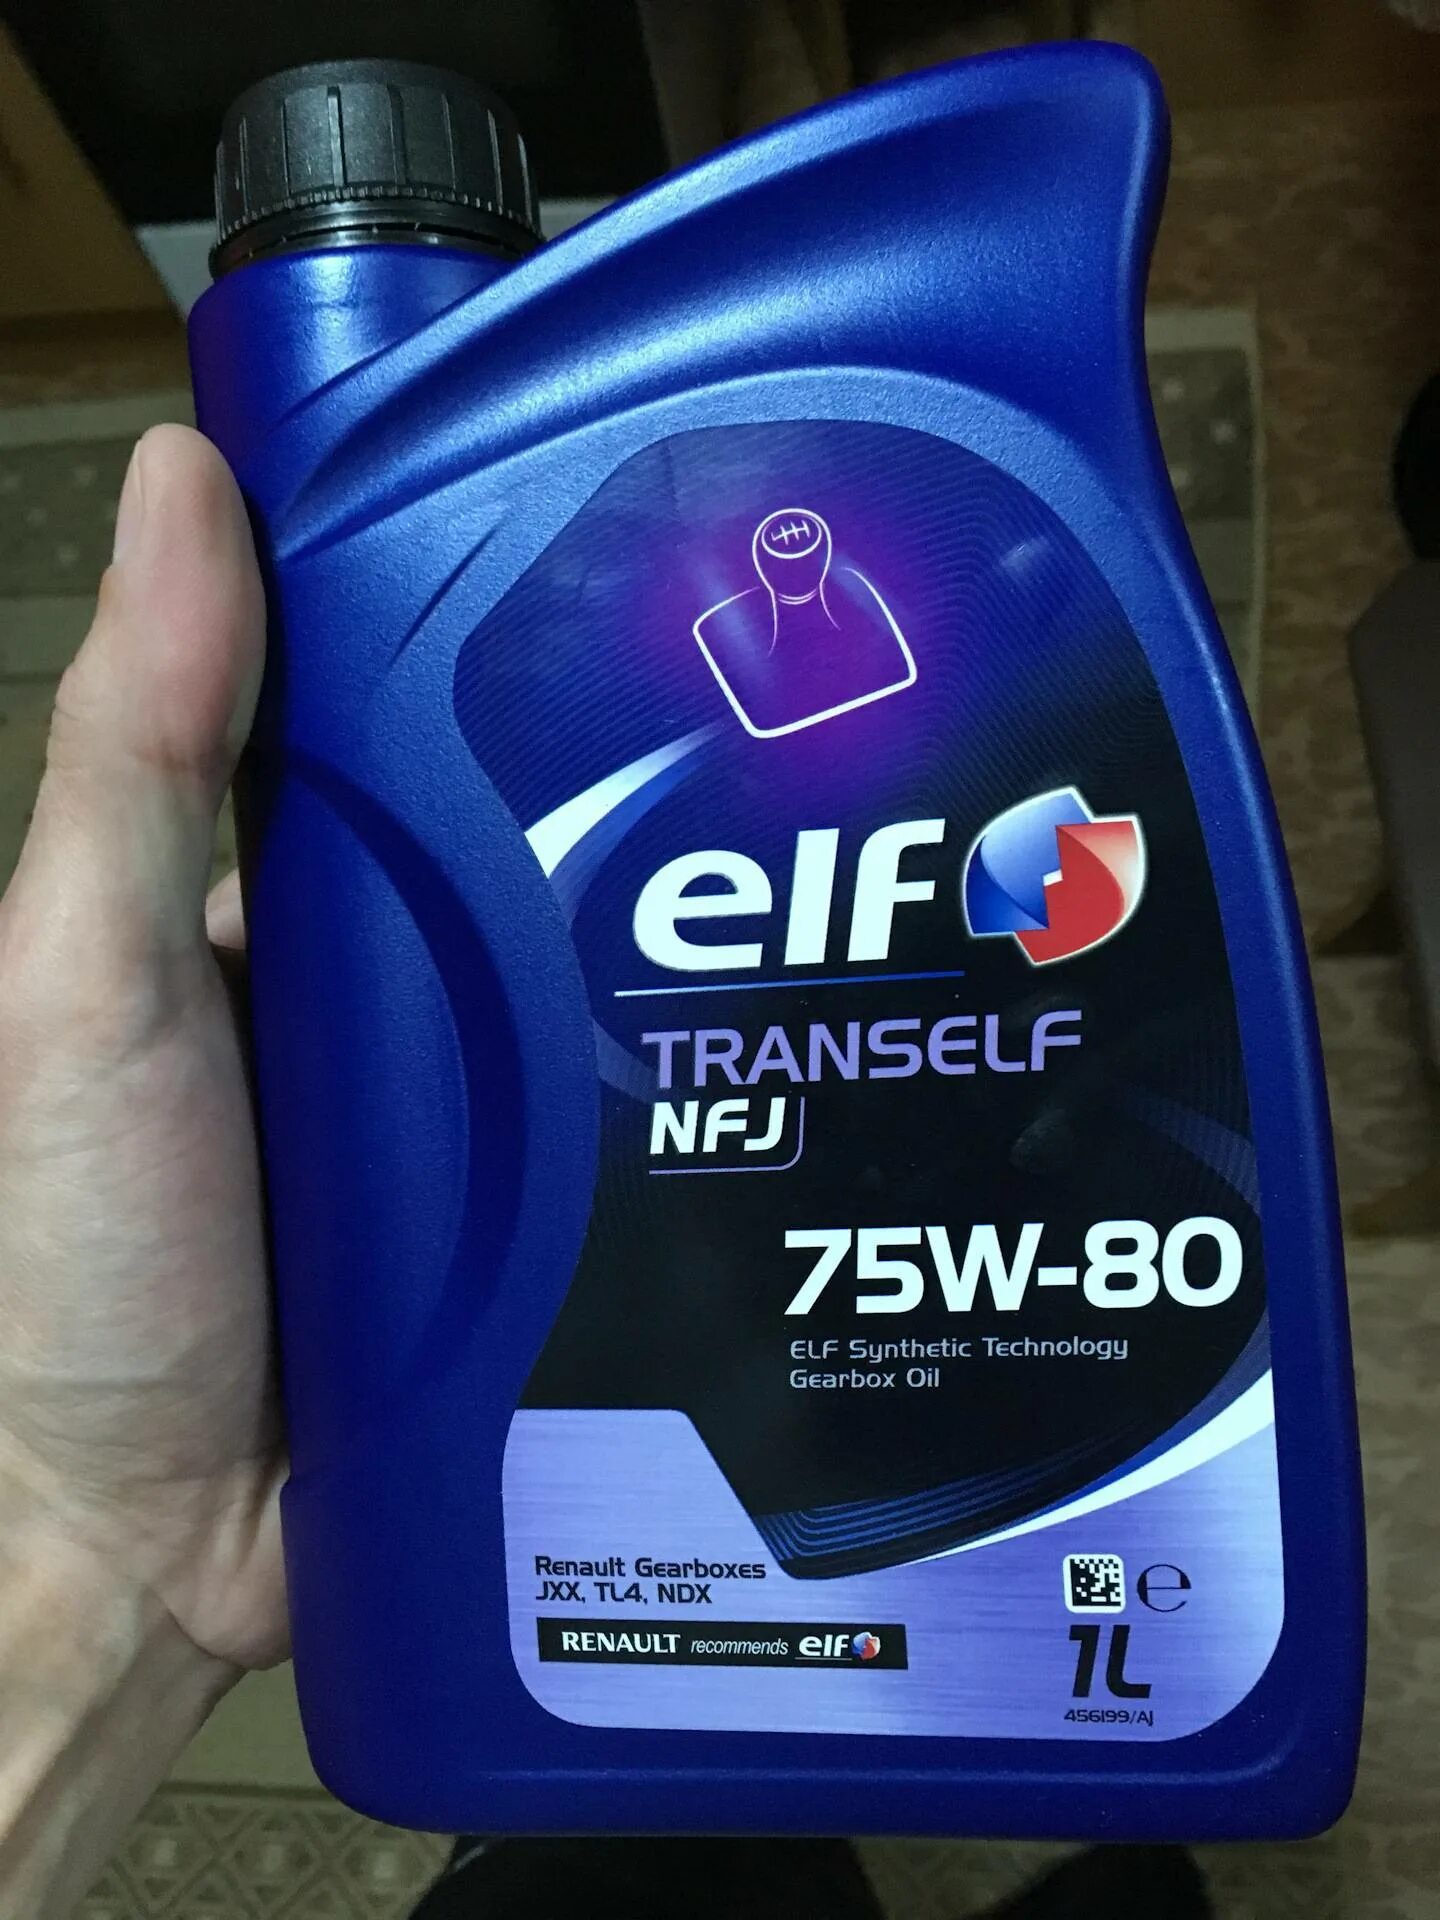 elf
TRANSELF
NFJ
75W-80
ELF Synthetic Technology
Gearbox Oil
Renault Gearboxes
JXX, TL4, NDX
RENAULT recommends elf
e
1L
456199/AJ